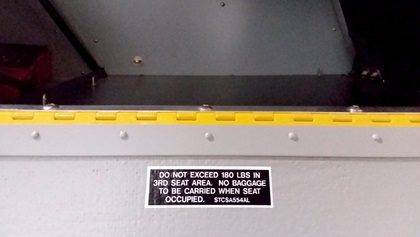 DO NOT EXCEED 180 LBS IN
3RD SEAT AREA. NO BAGGAGE
TO BE CARRIED WHEN SEAT
OCCUPIED. STCSA554AL